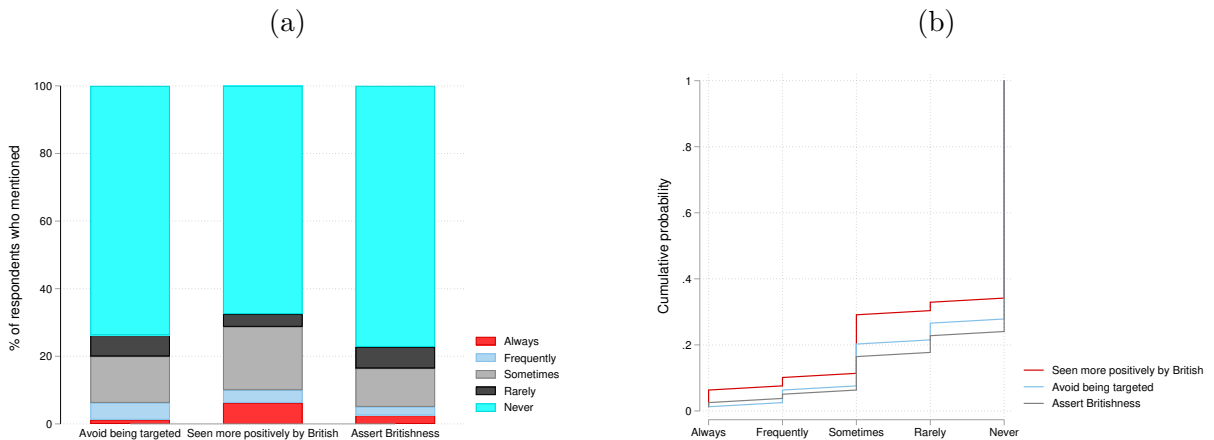 (a)
(b)
% of respondents who mentioned
100
80
60
40
20
0
Avoid being targeted
Seen more positively by British
Assert Britishness
Always
Frequently
Sometimes
Rarely
Never
Cumulative probability
1
.8
.6
.4
.2
0
Always
Frequently
Sometimes
Rarely
Never
Seen more positively by British
Avoid being targeted
Assert Britishness